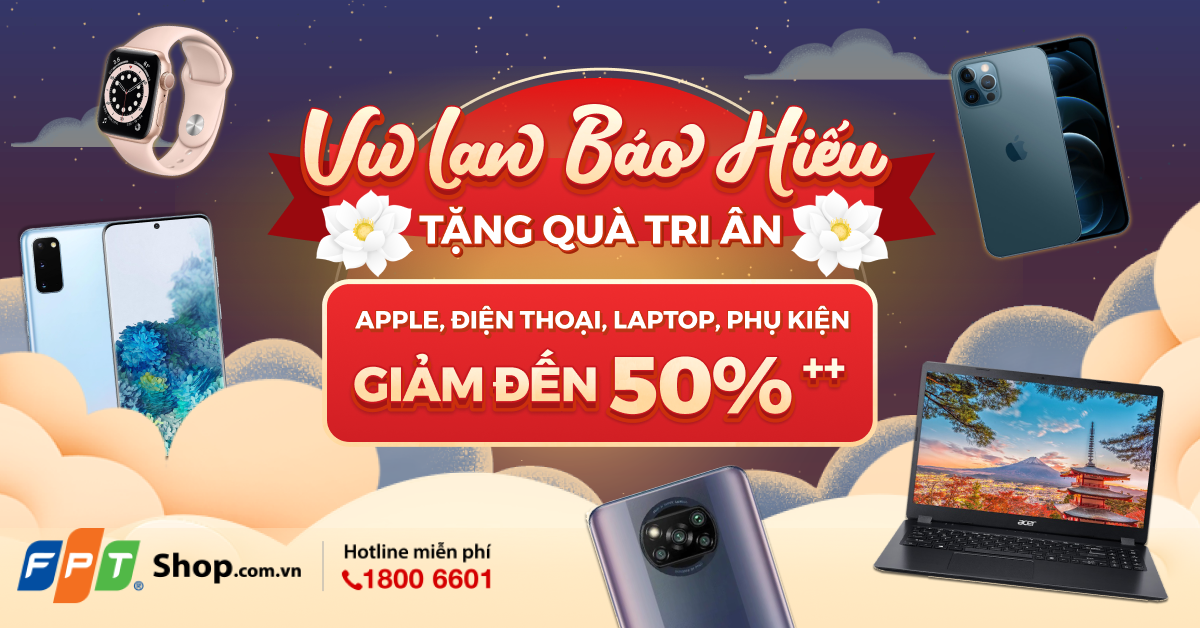 Vu Lan Báo Hiếu
TẶNG QUÀ TRI ÂN
APPLE, ĐIỆN THOẠI, LAPTOP, PHỤ KIỆN
GIẢM ĐẾN 50%++
FPT® Shop.com.vn
Hotline miễn phí
1800 6601
acer